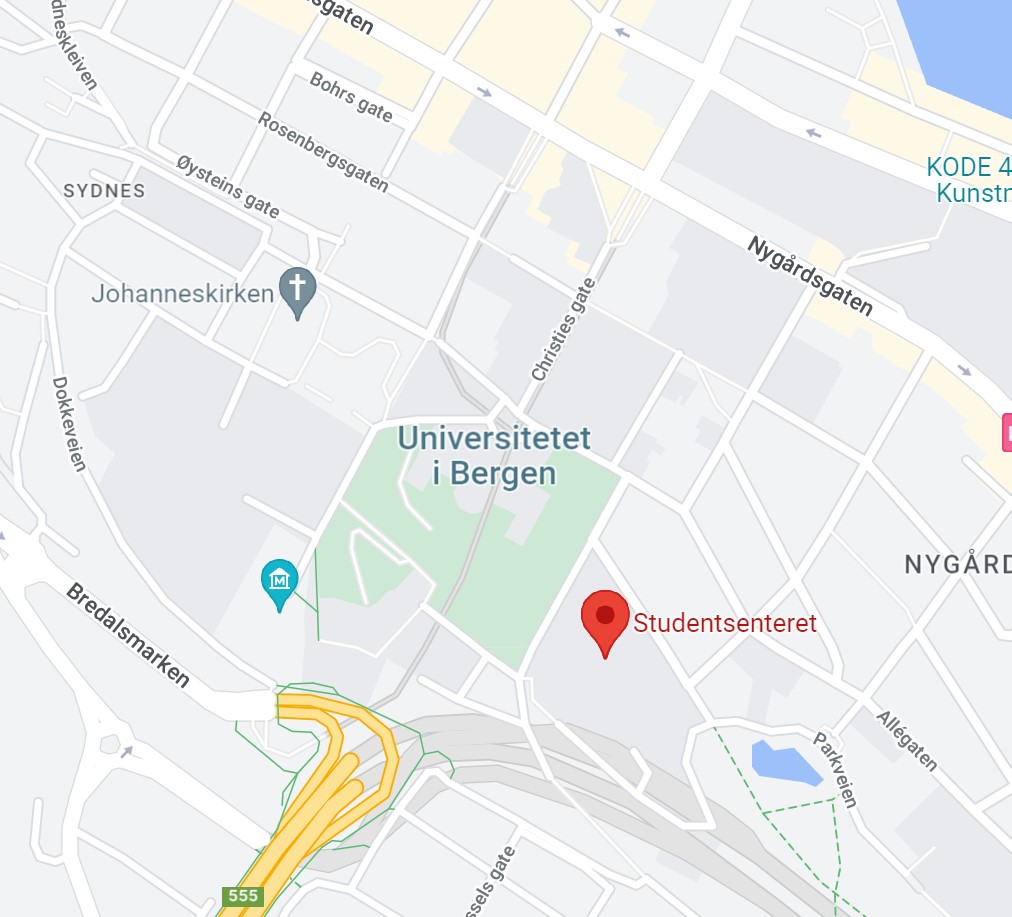 sgaten
dneskleiven
Bohrs gate
Rosenbergsgaten
Øysteins gate
SYDNES
KODE 4
Kunstr
Nygårdsgaten
Johanneskirken
Christies gate
Dokkeveien
Universitetet
i Bergen
NYGÅRD
M
Bredalsmarken
Studentsenteret
Allégaten
Parkveien
ssels gate
555